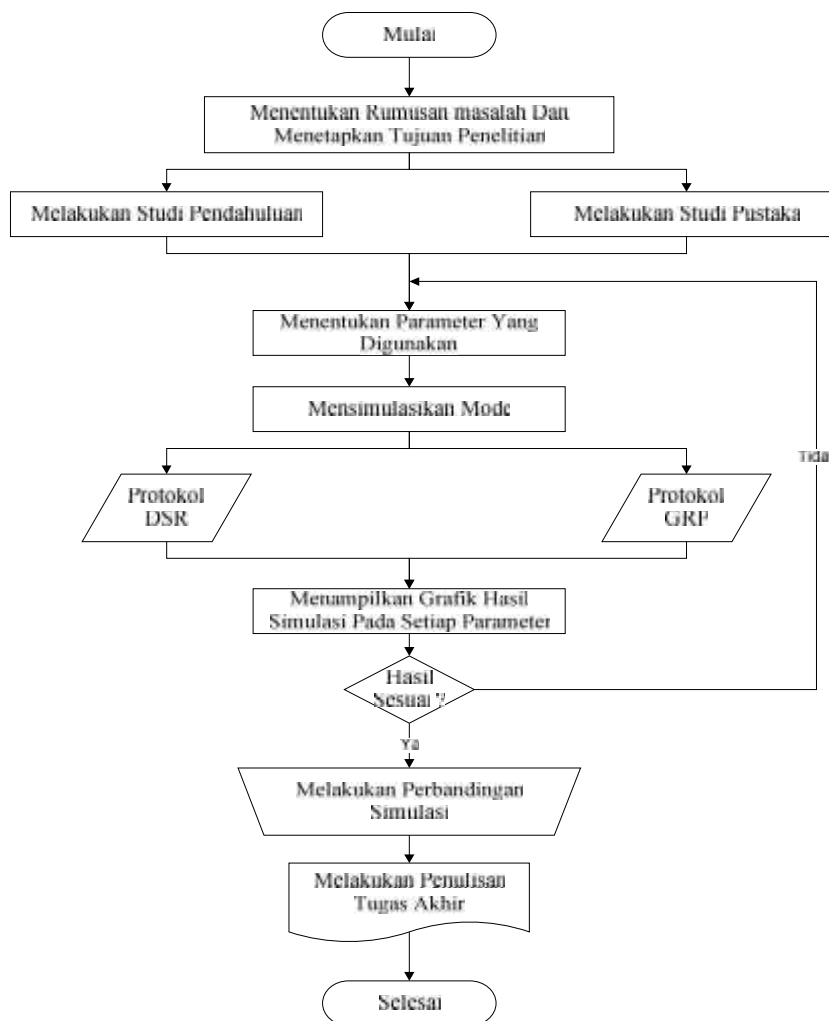 Mulai
Menentukan Rumusan masalah Dan
Menetapkan Tujuan Penelitian
Melakukan Studi Pendahuluan
Melakukan Studi Pustaka
Menentukan Parameter Yang
Digunakan
Mensimulasikan Mode
Tida
Protokol
DSR
Protokol
GRP
Menampilkan Grafik Hasil
Simulasi Pada Setiap Parameter
Hasil
Sesuai ?
Ya
Melakukan Perbandingan
Simulasi
Melakukan Penulisan
Tugas Akhir
Selesai